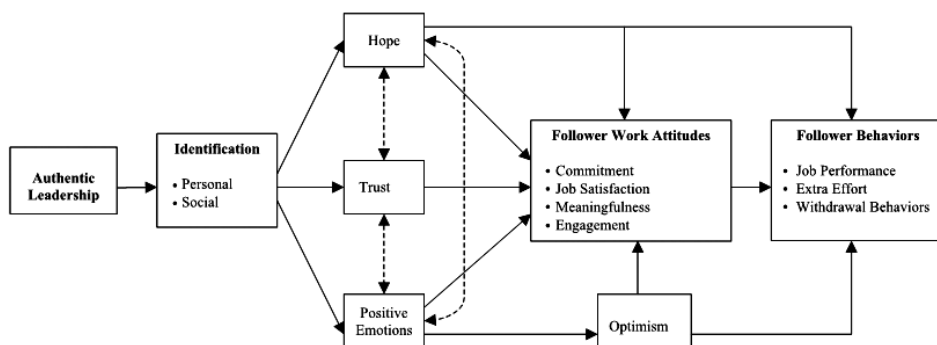 Authentic
Leadership
Identification
• Personal
• Social
Hope
Trust
Positive
Emotions
Follower Work Attitudes
• Commitment
• Job Satisfaction
• Meaningfulness
• Engagement
Optimism
Follower Behaviors
• Job Performance
• Extra Effort
• Withdrawal Behaviors